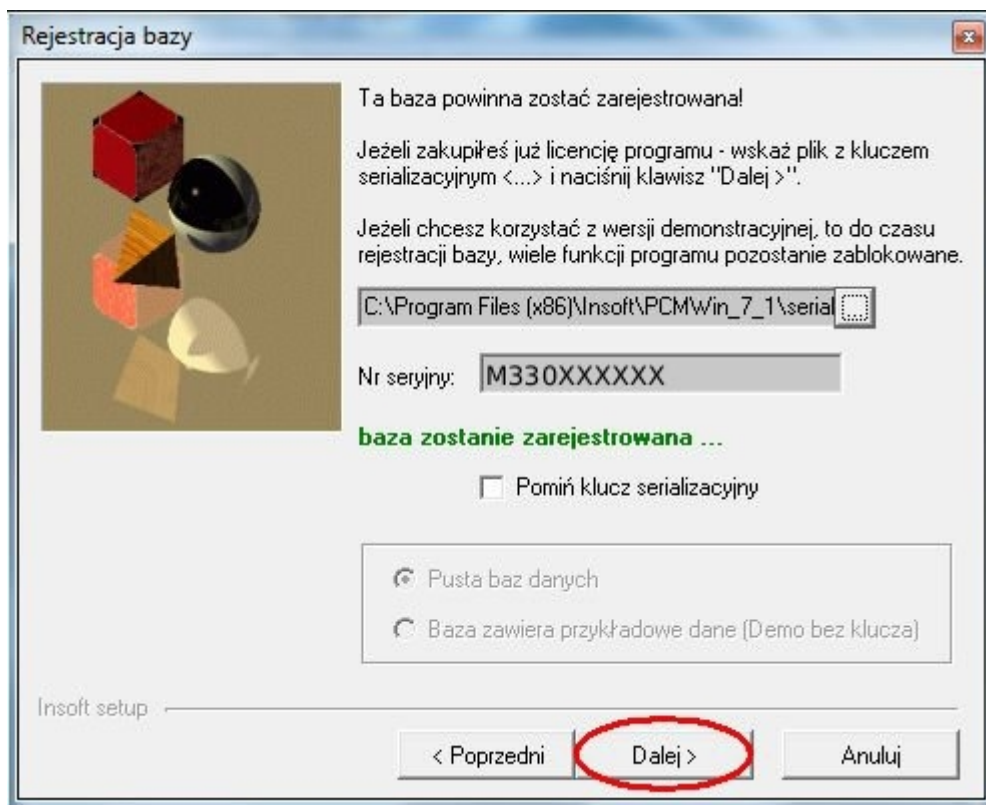 Rejestracja bazy
Ta baza powinna zostać zarejestrowana!
Jeżeli zakupiłeś już licencję programu - wskaż plik z kluczem
serializacyjnym <...> i naciśnij klawisz "Dalej >".
Jeżeli chcesz korzystać z wersji demonstracyjnej, to do czasu
rejestracji bazy, wiele funkcji programu pozostanie zablokowane.
C:\Program Files (x86)\Insoft\PCMWin_7_1\serial ...
Nr seryjny: M330XXXXXX
baza zostanie zarejestrowana ...
Pomiń klucz serializacyjny
Pusta baz danych
Baza zawiera przykładowe dane (Demo bez klucza)
Insoft setup
< Poprzedni Dalej > Anuluj